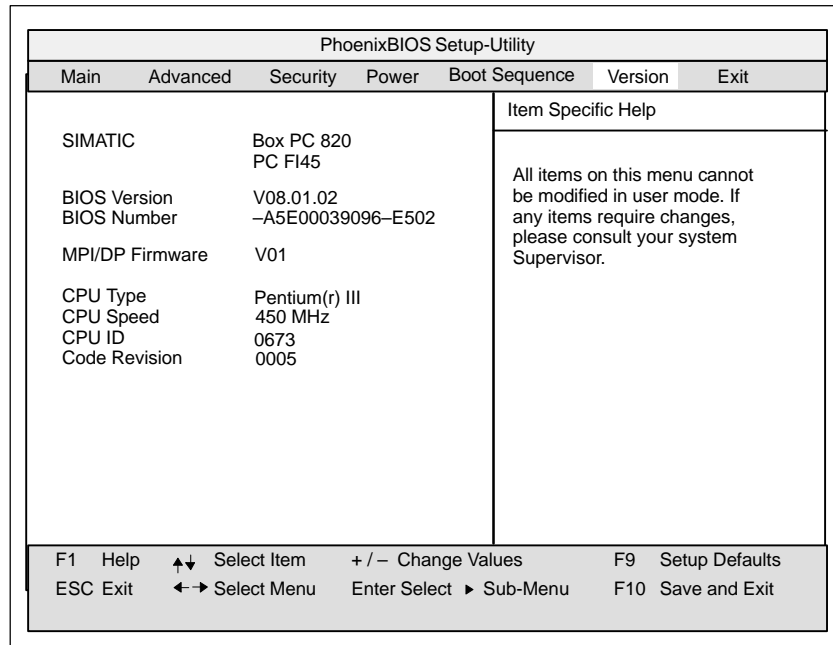 PhoenixBIOS Setup-Utility
Main Advanced Security Power Boot Sequence Version Exit
SIMATIC Box PC 820
PC FI45
BIOS Version V08.01.02
BIOS Number –A5E00039096–E502
MPI/DP Firmware V01
CPU Type Pentium(r) III
CPU Speed 450 MHz
CPU ID 0673
Code Revision 0005
Item Specific Help
All items on this menu cannot
be modified in user mode. If
any items require changes,
please consult your system
Supervisor.
F1 Help Select Item + / – Change Values F9 Setup Defaults
ESC Exit Select Menu Enter Select Sub-Menu F10 Save and Exit